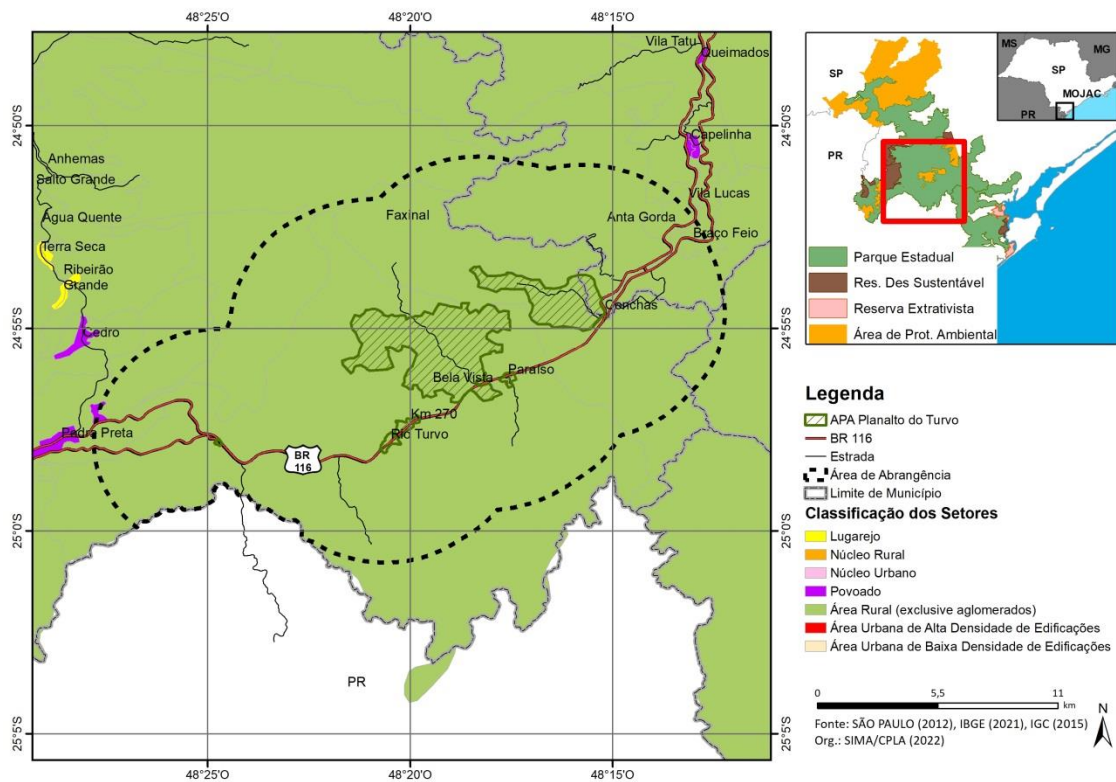 48°25'O
48°20'O
48°15'O
24°50'S
24°55'S
25°0'S
25°5'S
Vila Tatu
Queimados
Capelinha
Anhemas
Salto Grande
Água Quente
Terra Seca
Ribeirão
Grande
Cedro
Faxinal
Vila Lucas
Anta Gorda
Braço Feio
Conchas
Paraíso
Bela Vista
Km 270
Rio Turvo
Pedra Preta
BR
116
PR
48°25'O
48°20'O
48°15'O
24°50'S
24°55'S
25°0'S
25°5'S
SP
PR
MS
MG
SP
MOJAC
PR
Parque Estadual
Res. Des Sustentável
Reserva Extrativista
Área de Prot. Ambiental
Legenda
APA Planalto do Turvo
BR 116
Estrada
Área de Abrangência
Limite de Município
Classificação dos Setores
Lugarejo
Núcleo Rural
Núcleo Urbano
Povoado
Área Rural (exclusive aglomerados)
Área Urbana de Alta Densidade de Edificações
Área Urbana de Baixa Densidade de Edificações
0 5,5 11
km
N
Fonte: SÃO PAULO (2012), IBGE (2021), IGC (2015)
Org.: SIMA/CPLA (2022)